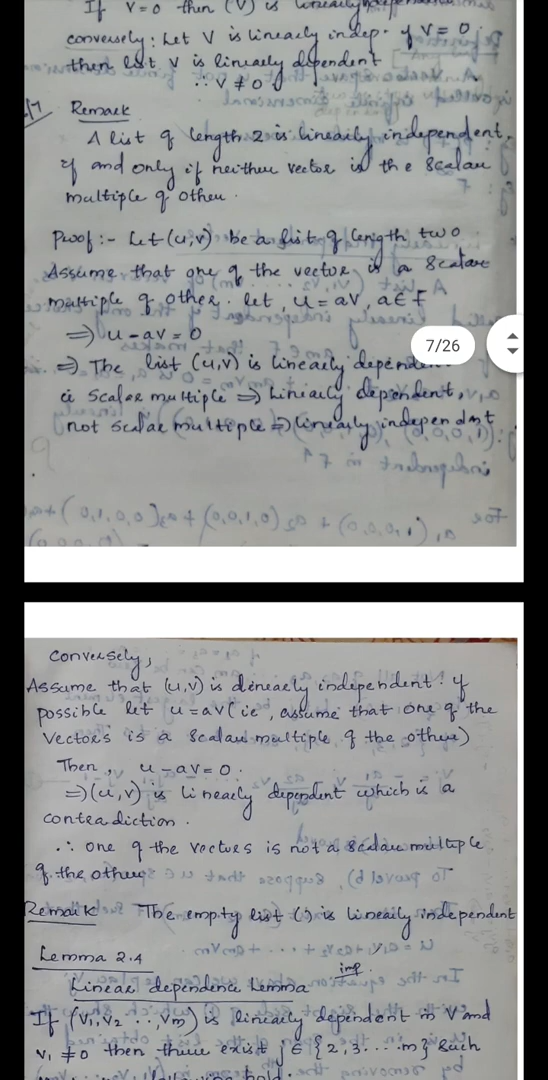 If V=0 then (V) is linearly
conversely: Let V is linearly indep. If V = 0
then list V is linearly dependent
∴ V ≠ 0
Remark
A list of length 2 is linearly independent,
if and only if neither vector is the scalar
multiple of other.
Proof:- Let (u,v) be a list of length two
Assume that one of the vector is a scalar
multiple of other. let, u = av, a∈F
⇒ u - av = 0
7/26
⇒ The list (u,v) is linearly dependent
ie scalar multiple ⇒ Linearly dependent,
not scalar multiple ⇒ linearly independent
conversely,
Assume that (u,v) is linearly independent. if
possible let u = av (ie, assume that one of the
vectors is a scalar multiple of the other)
Then, u - av = 0.
⇒ (u,v) is linearly dependent which is a
contradiction.
∴ one of the vectors is not a scalar multiple
of the other
Remark The empty list () is linearly independent
Lemma 2.4
imp
Linear dependence Lemma
If (v1, v2 ..., vm) is linearly dependent in V and
v1 ≠ 0 then there exist j ∈ {2, 3.... m} such
following hold